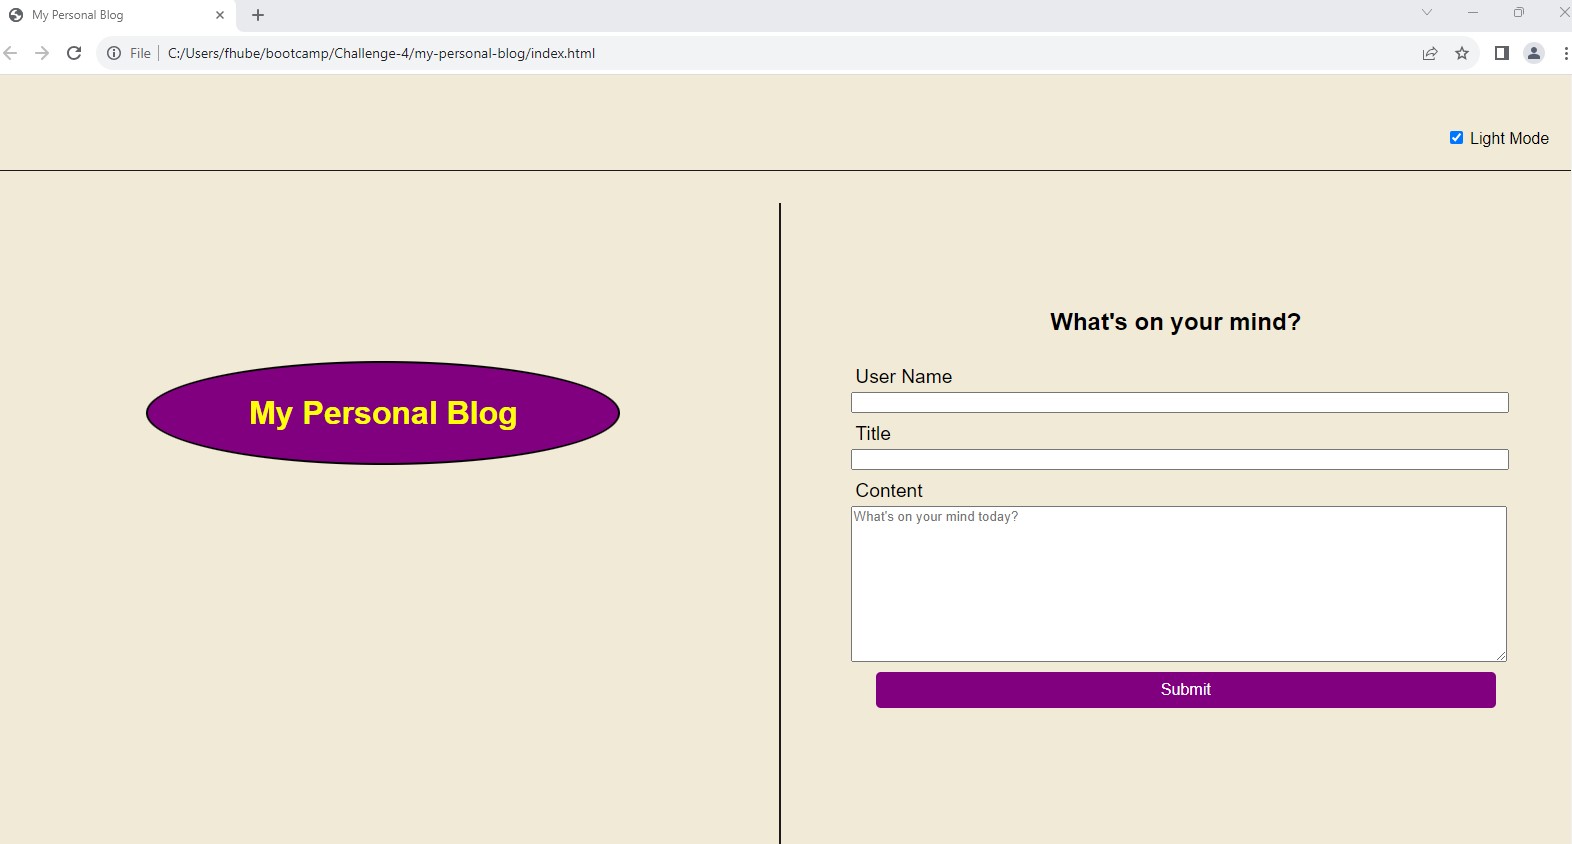 My Personal Blog
File
C:/Users/fhube/bootcamp/Challenge-4/my-personal-blog/index.html
Light Mode
My Personal Blog
What's on your mind?
User Name
Title
Content
What's on your mind today?
Submit